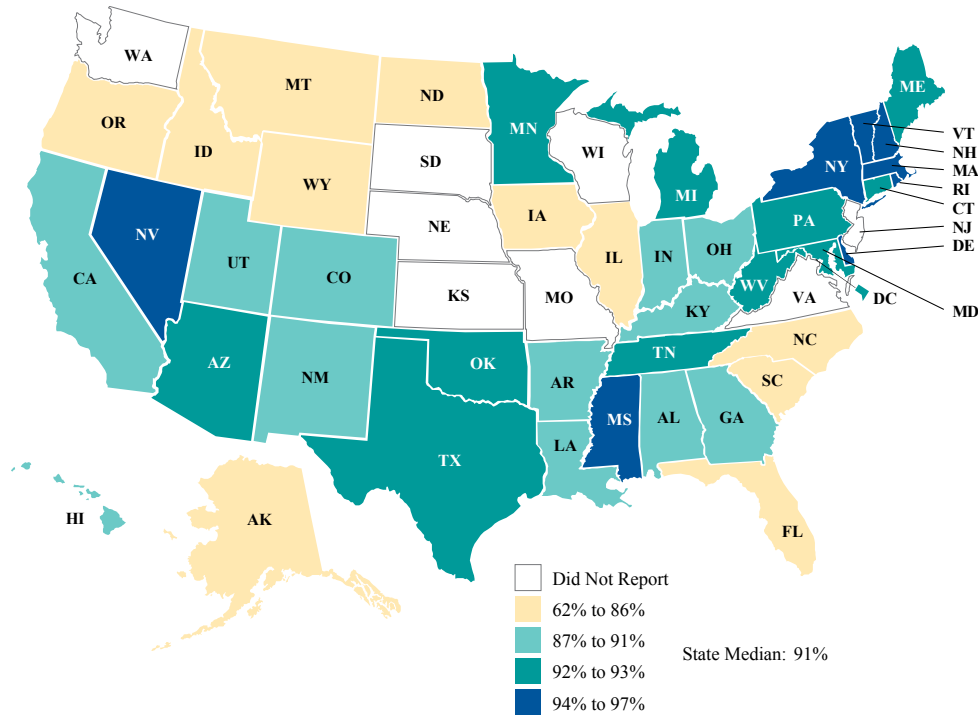 WA
MT
ND
ME
OR
MN
VT
ID
SD
WI
NH
NY
MA
WY
MI
RI
CT
IA
PA
NE
NJ
NV
OH
DE
IL
IN
UT
CA
CO
WV
KS
MO
VA
DC
KY
MD
NC
TN
AZ
OK
NM
AR
SC
MS
AL
GA
LA
TX
HI
AK
FL
Did Not Report
62% to 86%
87% to 91%
State Median: 91%
92% to 93%
94% to 97%